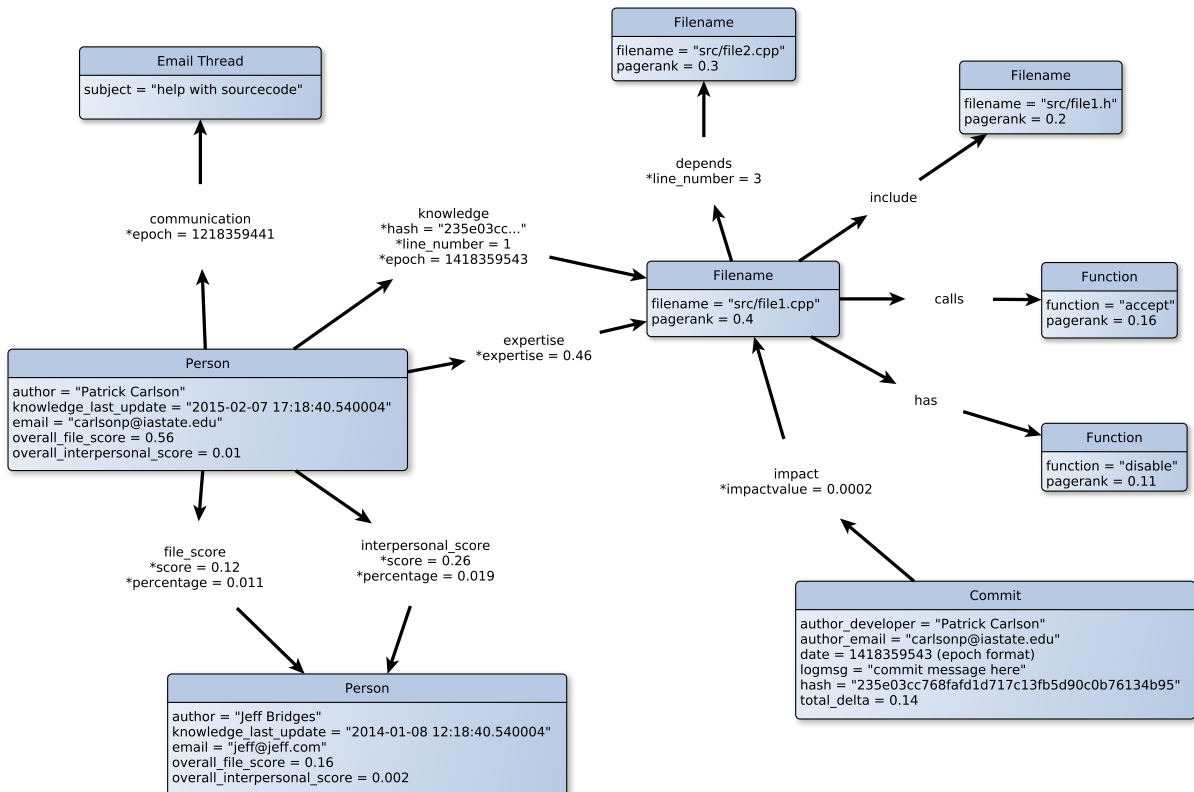 Filename
filename = "src/file2.cpp"
pagerank = 0.3
Email Thread
subject = "help with sourcecode"
Filename
filename = "src/file1.h"
pagerank = 0.2
depends
*line_number = 3
include
communication
*epoch = 1218359441
knowledge
*hash = "235e03cc..."
*line_number = 1
*epoch = 1418359543
Filename
filename = "src/file1.cpp"
pagerank = 0.4
calls
Function
function = "accept"
pagerank = 0.16
expertise
*expertise = 0.46
Person
author = "Patrick Carlson"
knowledge_last_update = "2015-02-07 17:18:40.540004"
email = "carlsonp@iastate.edu"
overall_file_score = 0.56
overall_interpersonal_score = 0.01
has
Function
function = "disable"
pagerank = 0.11
impact
*impactvalue = 0.0002
file_score
*score = 0.12
*percentage = 0.011
interpersonal_score
*score = 0.26
*percentage = 0.019
Commit
author_developer = "Patrick Carlson"
author_email = "carlsonp@iastate.edu"
date = 1418359543 (epoch format)
logmsg = "commit message here"
hash = "235e03cc768fafd1d717c13fb5d90c0b76134b95"
total_delta = 0.14
Person
author = "Jeff Bridges"
knowledge_last_update = "2014-01-08 12:18:40.540004"
email = "jeff@jeff.com"
overall_file_score = 0.16
overall_interpersonal_score = 0.002